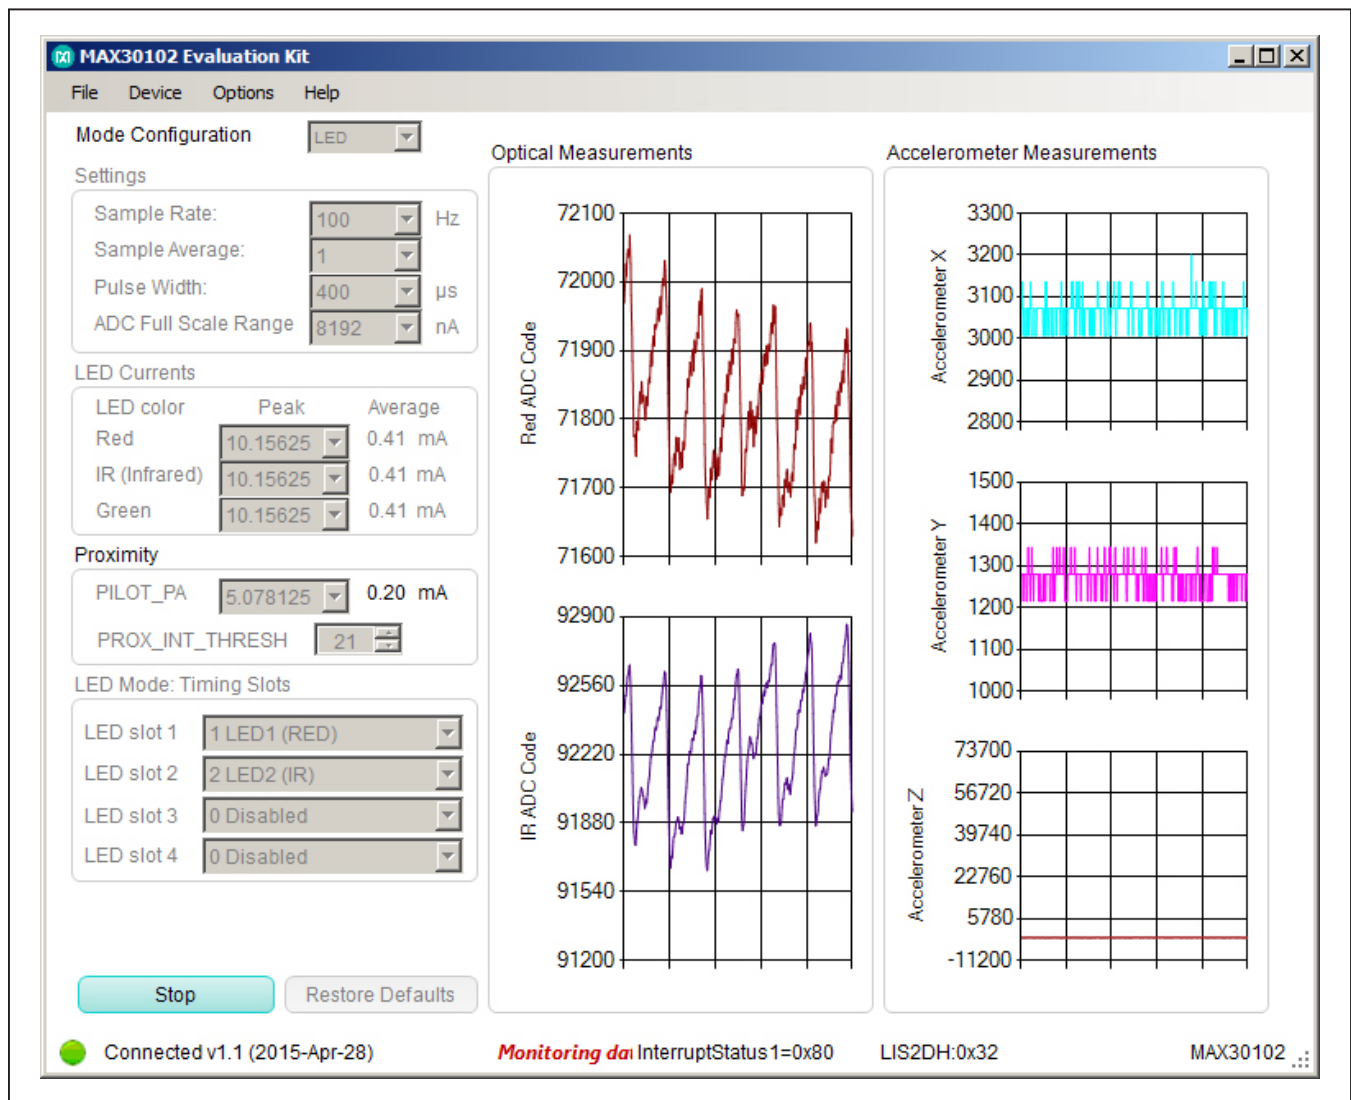 MAX30102 Evaluation Kit
File Device Options Help
Mode Configuration LED
Settings
Sample Rate: 100 Hz
Sample Average: 1
Pulse Width: 400 µs
ADC Full Scale Range 8192 nA
LED Currents
LED color Peak Average
Red 10.15625 0.41 mA
IR (Infrared) 10.15625 0.41 mA
Green 10.15625 0.41 mA
Proximity
PILOT_PA 5.078125 0.20 mA
PROX_INT_THRESH 21
LED Mode: Timing Slots
LED slot 1 1 LED1 (RED)
LED slot 2 2 LED2 (IR)
LED slot 3 0 Disabled
LED slot 4 0 Disabled
Stop Restore Defaults
Optical Measurements
Red ADC Code
72100
72000
71900
71800
71700
71600
IR ADC Code
92900
92560
92220
91880
91540
91200
Accelerometer Measurements
Accelerometer X
3300
3200
3100
3000
2900
2800
Accelerometer Y
1500
1400
1300
1200
1100
1000
Accelerometer Z
73700
56720
39740
22760
5780
-11200
Connected v1.1 (2015-Apr-28) Monitoring da InterruptStatus1=0x80 LIS2DH:0x32 MAX30102